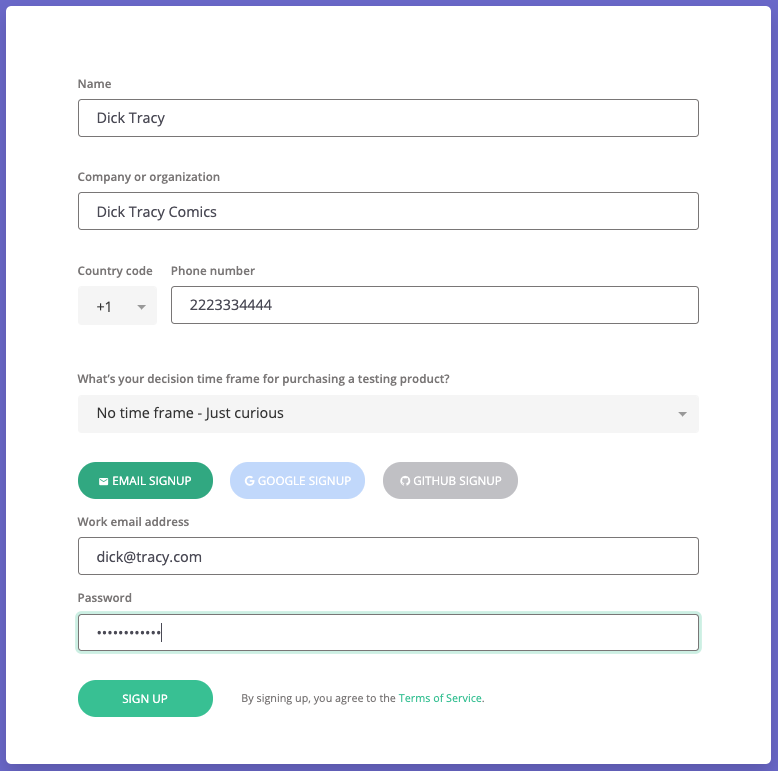 Name
Dick Tracy
Company or organization
Dick Tracy Comics
Country code Phone number
+1 2223334444
What's your decision time frame for purchasing a testing product?
No time frame - Just curious
EMAIL SIGNUP GOOGLE SIGNUP GITHUB SIGNUP
Work email address
dick@tracy.com
Password
••••••••••••
SIGN UP By signing up, you agree to the Terms of Service.